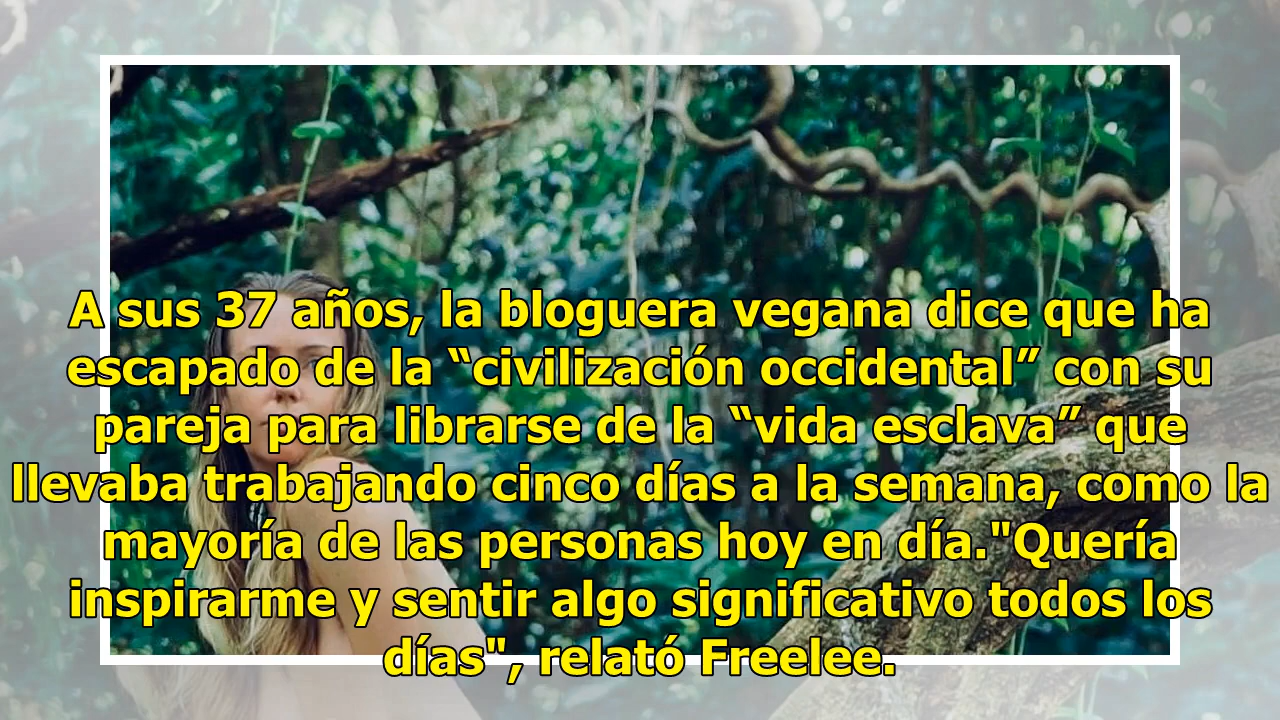 A sus 37 años, la bloguera vegana dice que ha
escapado de la “civilización occidental” con su
pareja para librarse de la “vida esclava” que
llevaba trabajando cinco días a la semana, como la
mayoría de las personas hoy en día."Quería
inspirarme y sentir algo significativo todos los
días", relató Freelee.